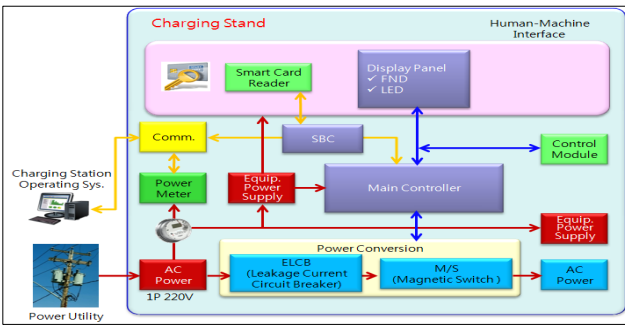 Charging Stand
Human-Machine
Interface
Smart Card
Reader
Display Panel
✓ FND
✓ LED
Comm.
SBC
Control
Module
Charging Station
Operating Sys.
Power
Meter
Equip.
Power
Supply
Main Controller
Equip.
Power
Supply
Power Conversion
AC
Power
1P 220V
ELCB
(Leakage Current
Circuit Breaker)
M/S
(Magnetic Switch )
AC
Power
Power Utility